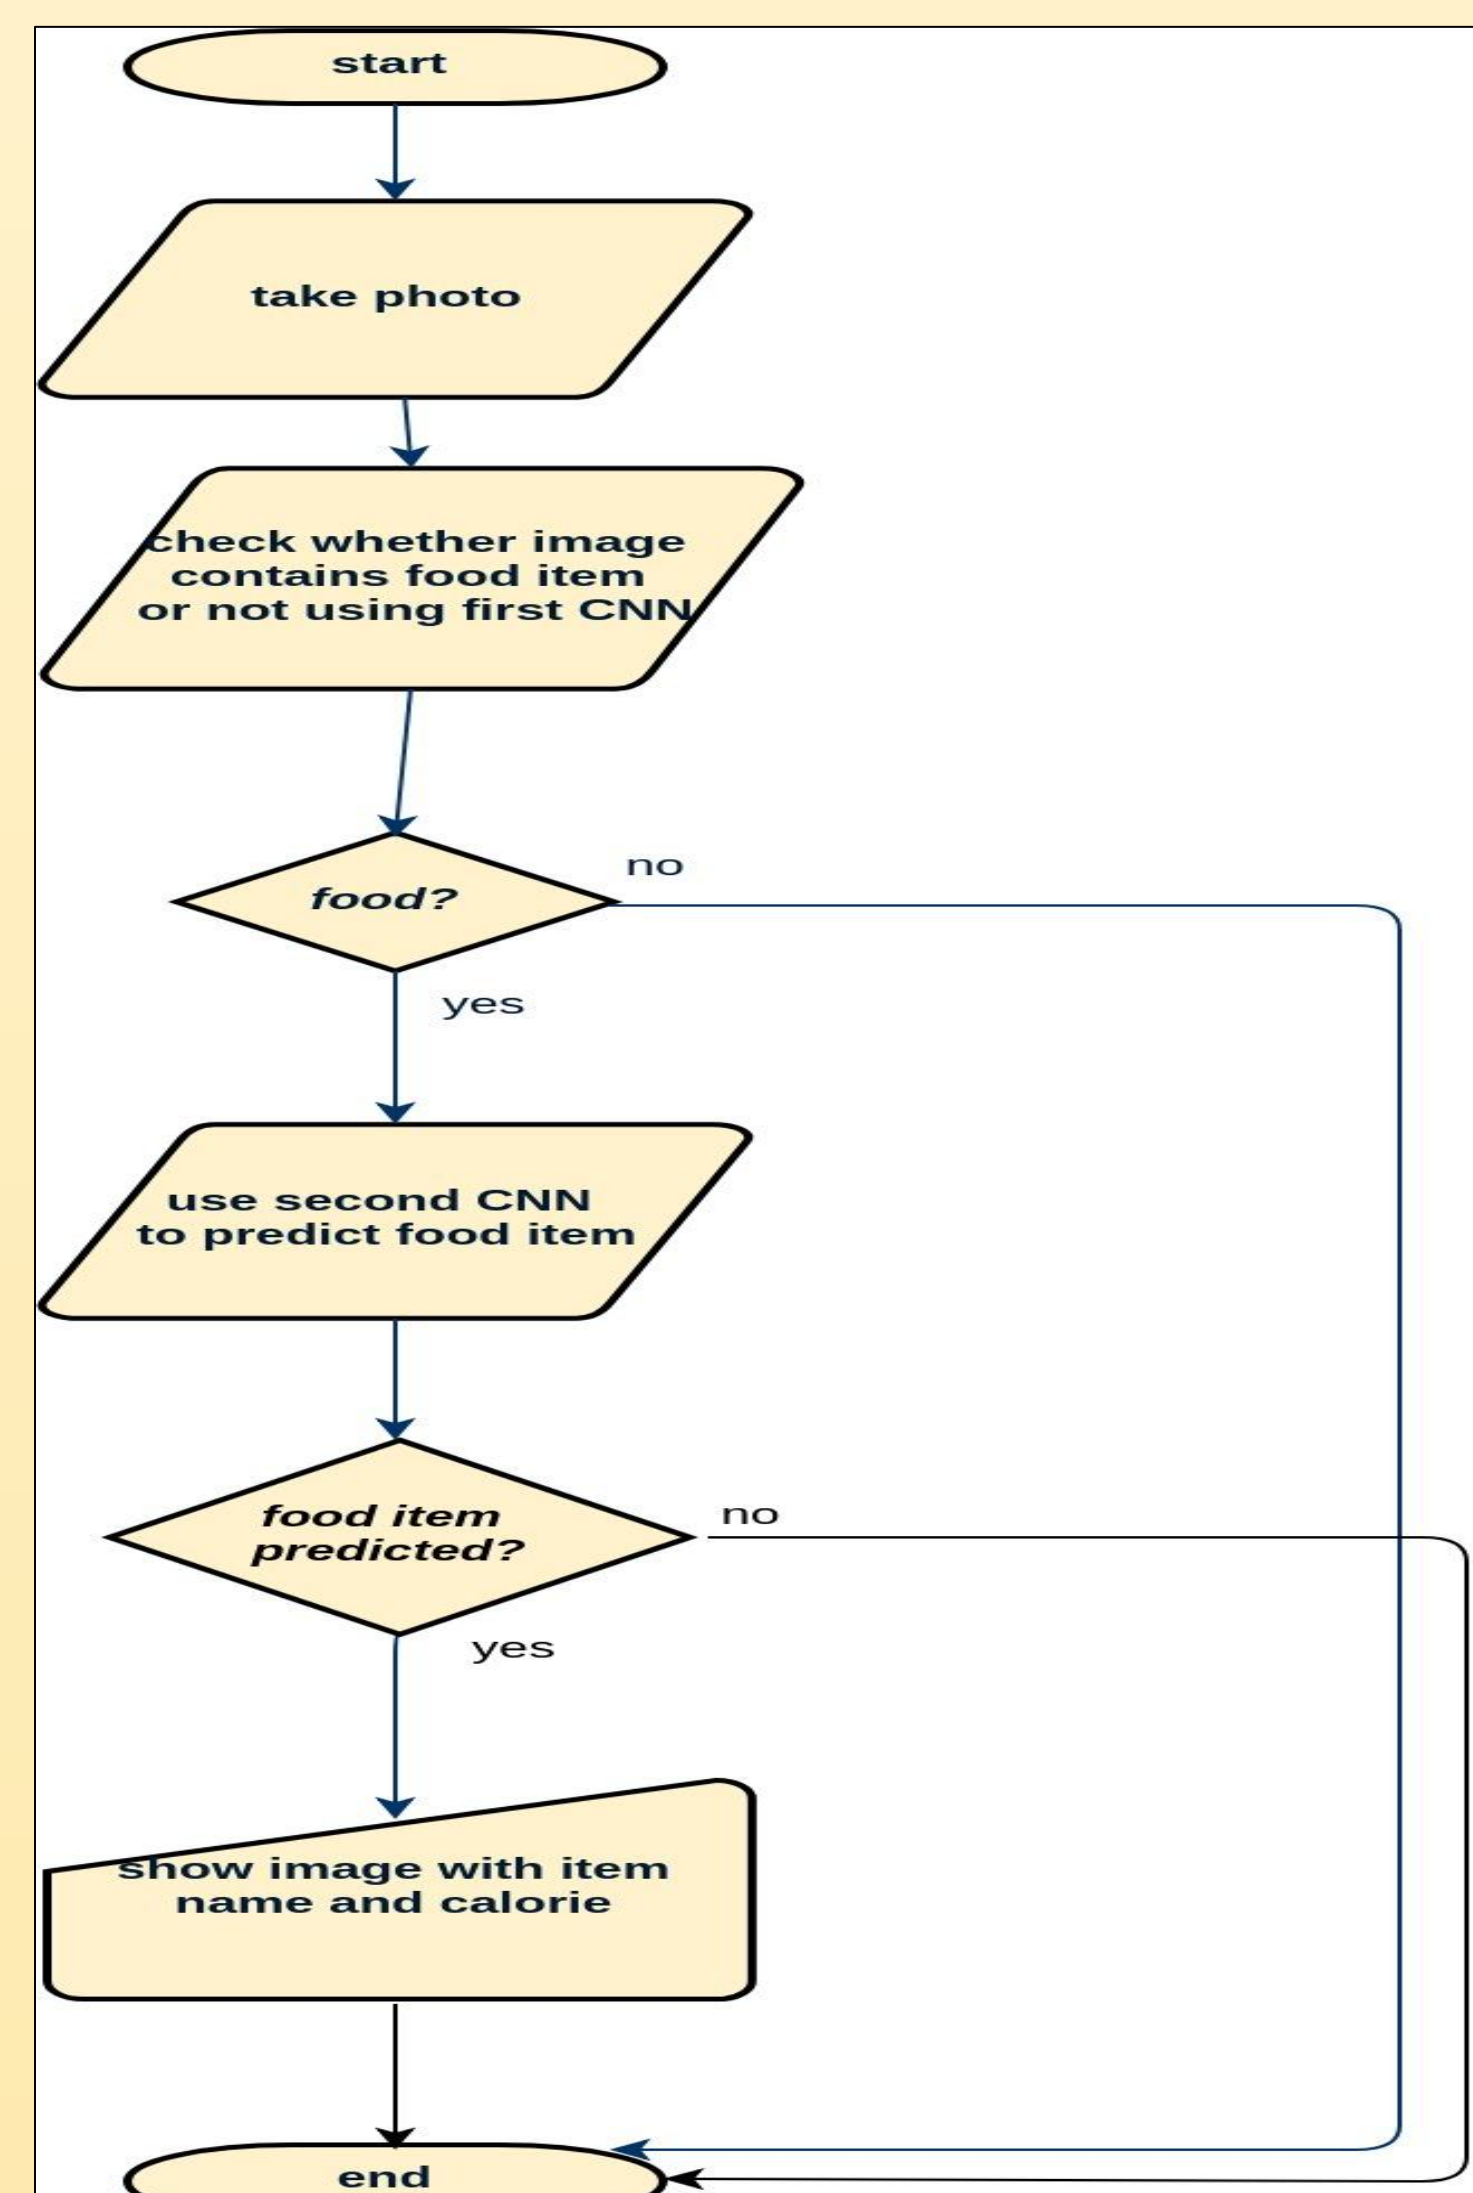 start
take photo
check whether image
contains food item
or not using first CNN
food?
no
yes
use second CNN
to predict food item
food item
predicted?
no
yes
show image with item
name and calorie
end